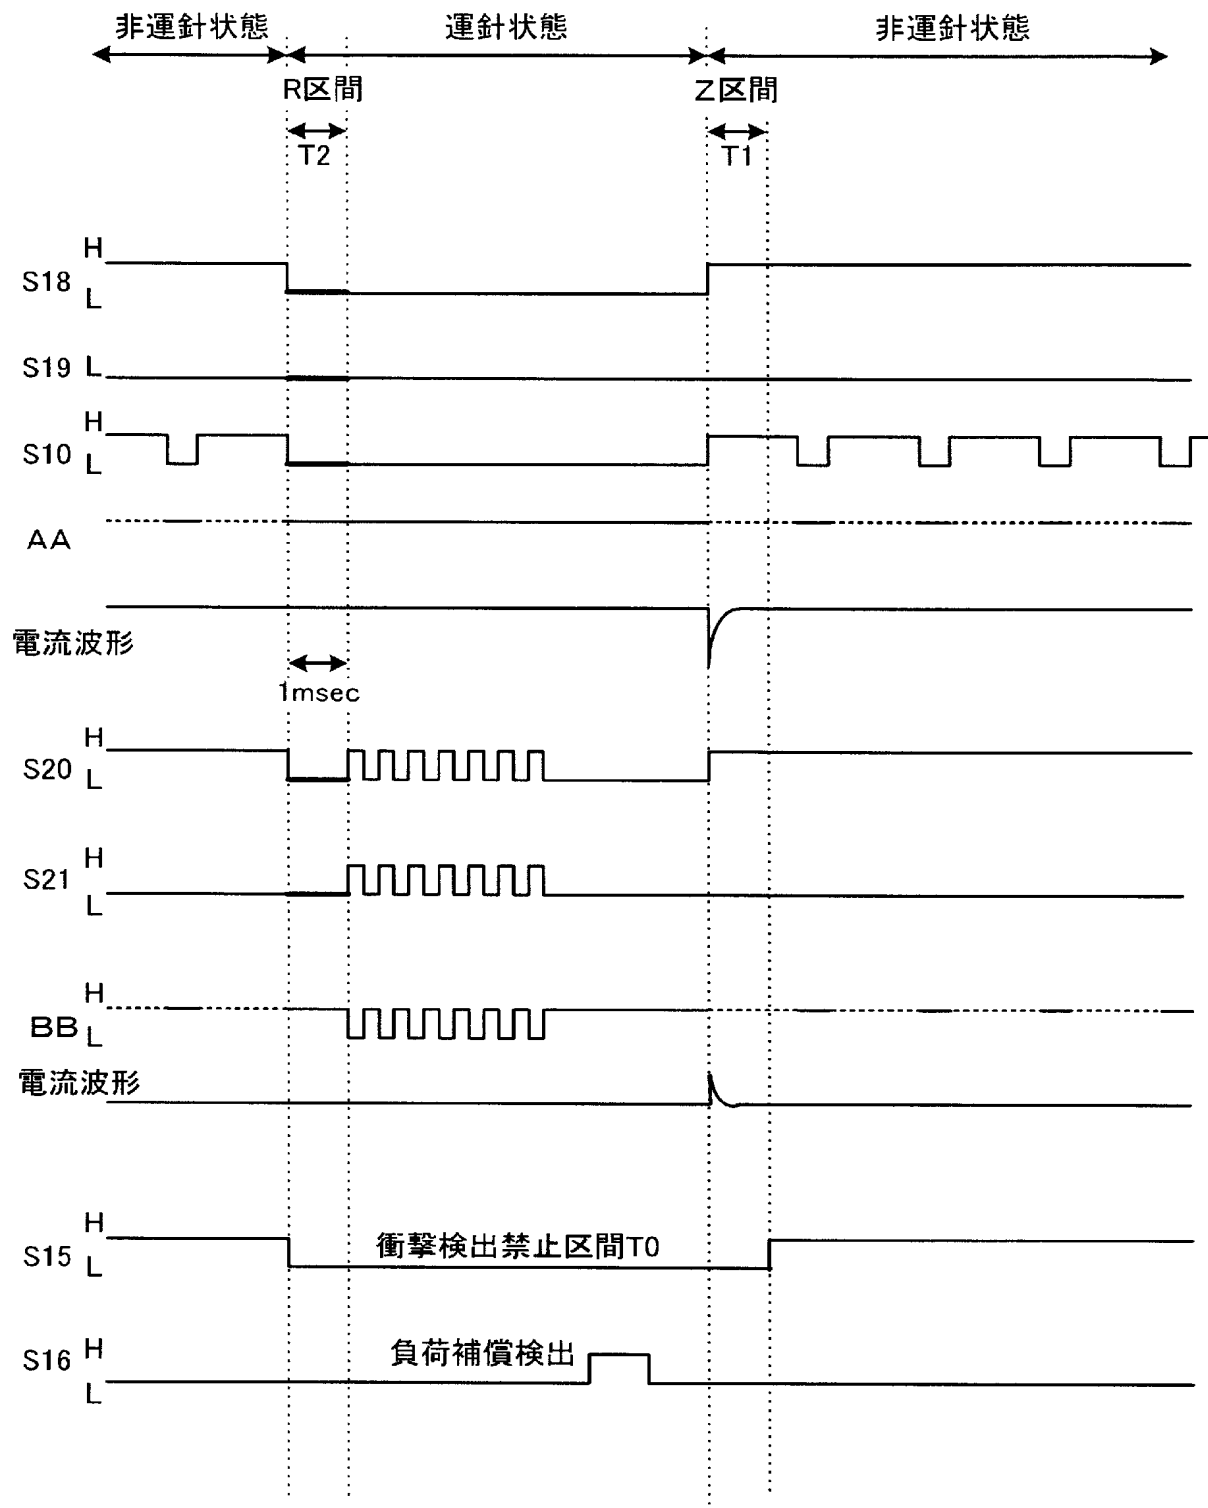 非運針状態
運針状態
非運針状態
R区間
Z区間
T2
T1
H
S18
L
S19 L
H
S10
L
AA
電流波形
1msec
H
S20
L
H
S21
L
H
BB
L
電流波形
H
衝撃検出禁止区間T0
S15
L
H
負荷補償検出
S16
L